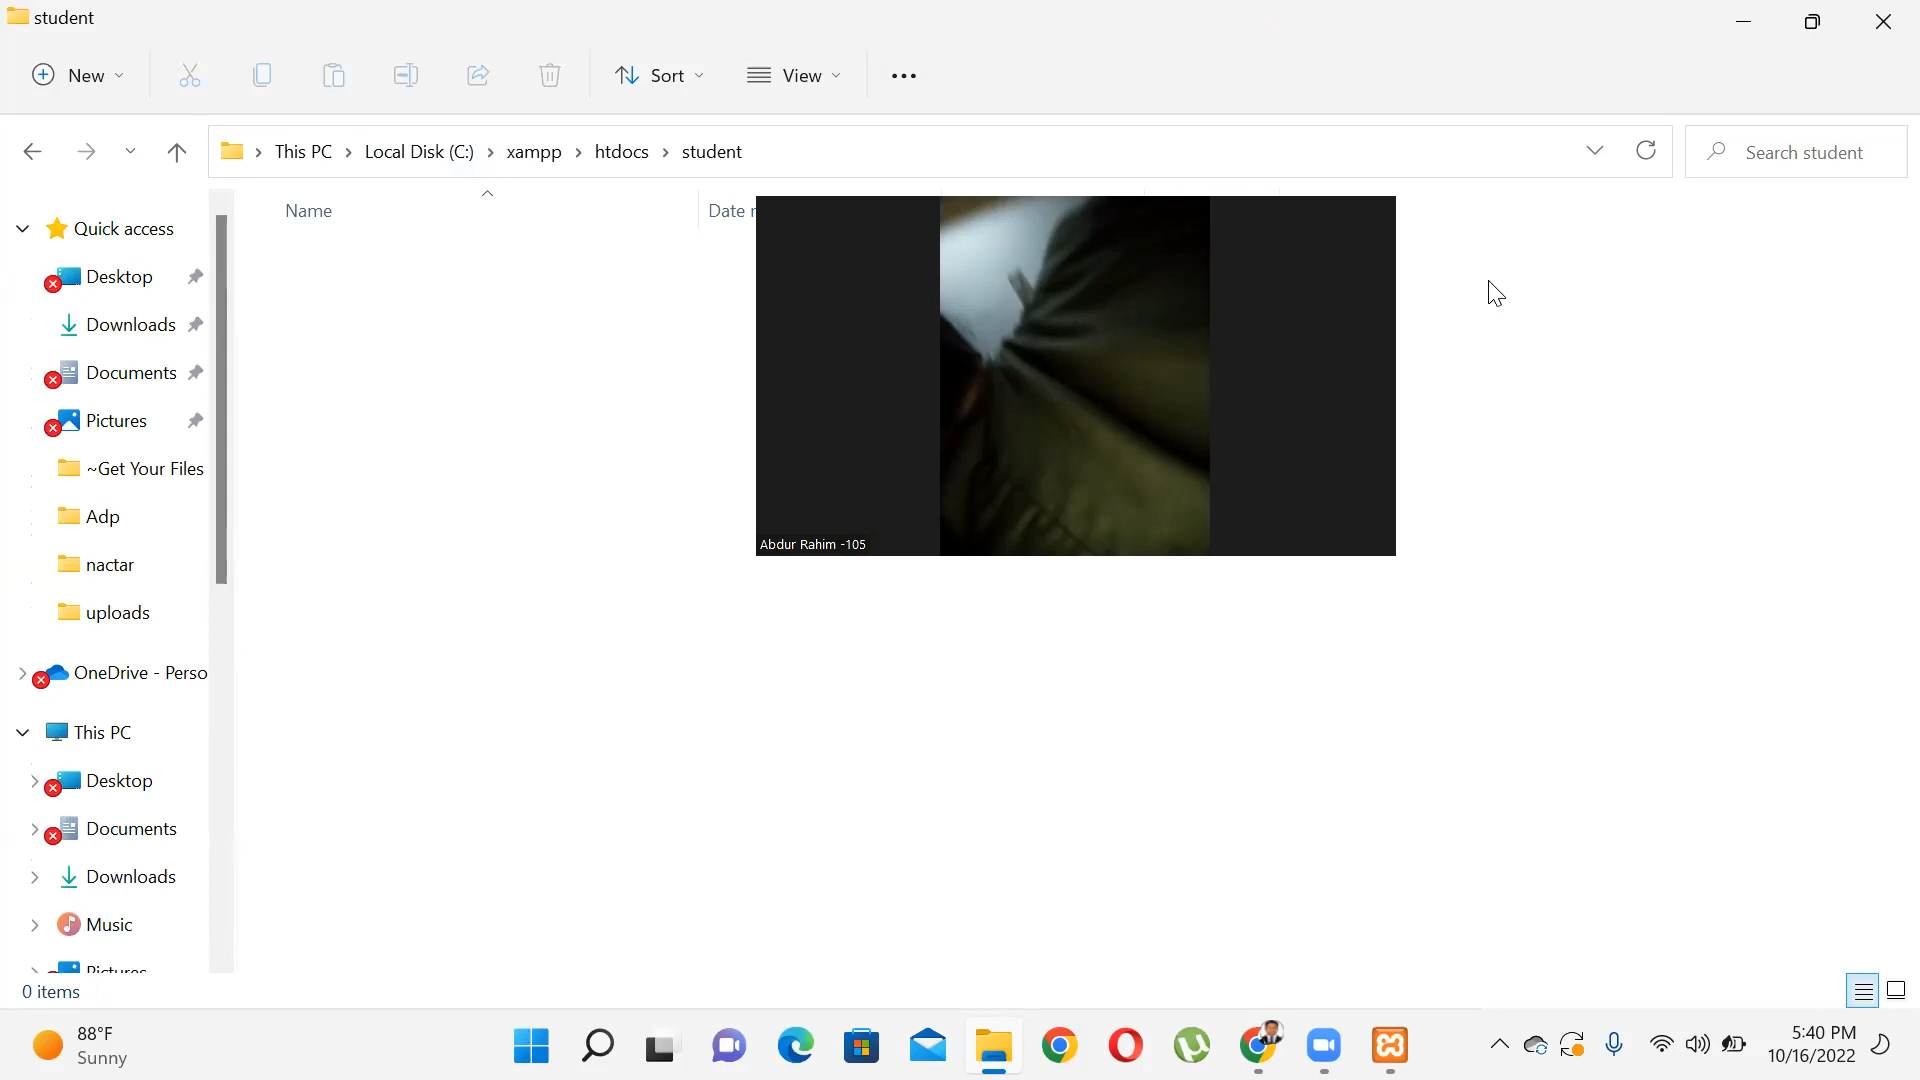 student
New
Sort
View
This PC
Local Disk (C:)
xampp
htdocs
student
Search student
Name
Date r
Quick access
Desktop
Downloads
Documents
Pictures
~Get Your Files
Adp
nactar
uploads
OneDrive - Perso
This PC
Desktop
Documents
Downloads
Music
Pictures
Abdur Rahim -105
0 items
88°F
Sunny
5:40 PM
10/16/2022